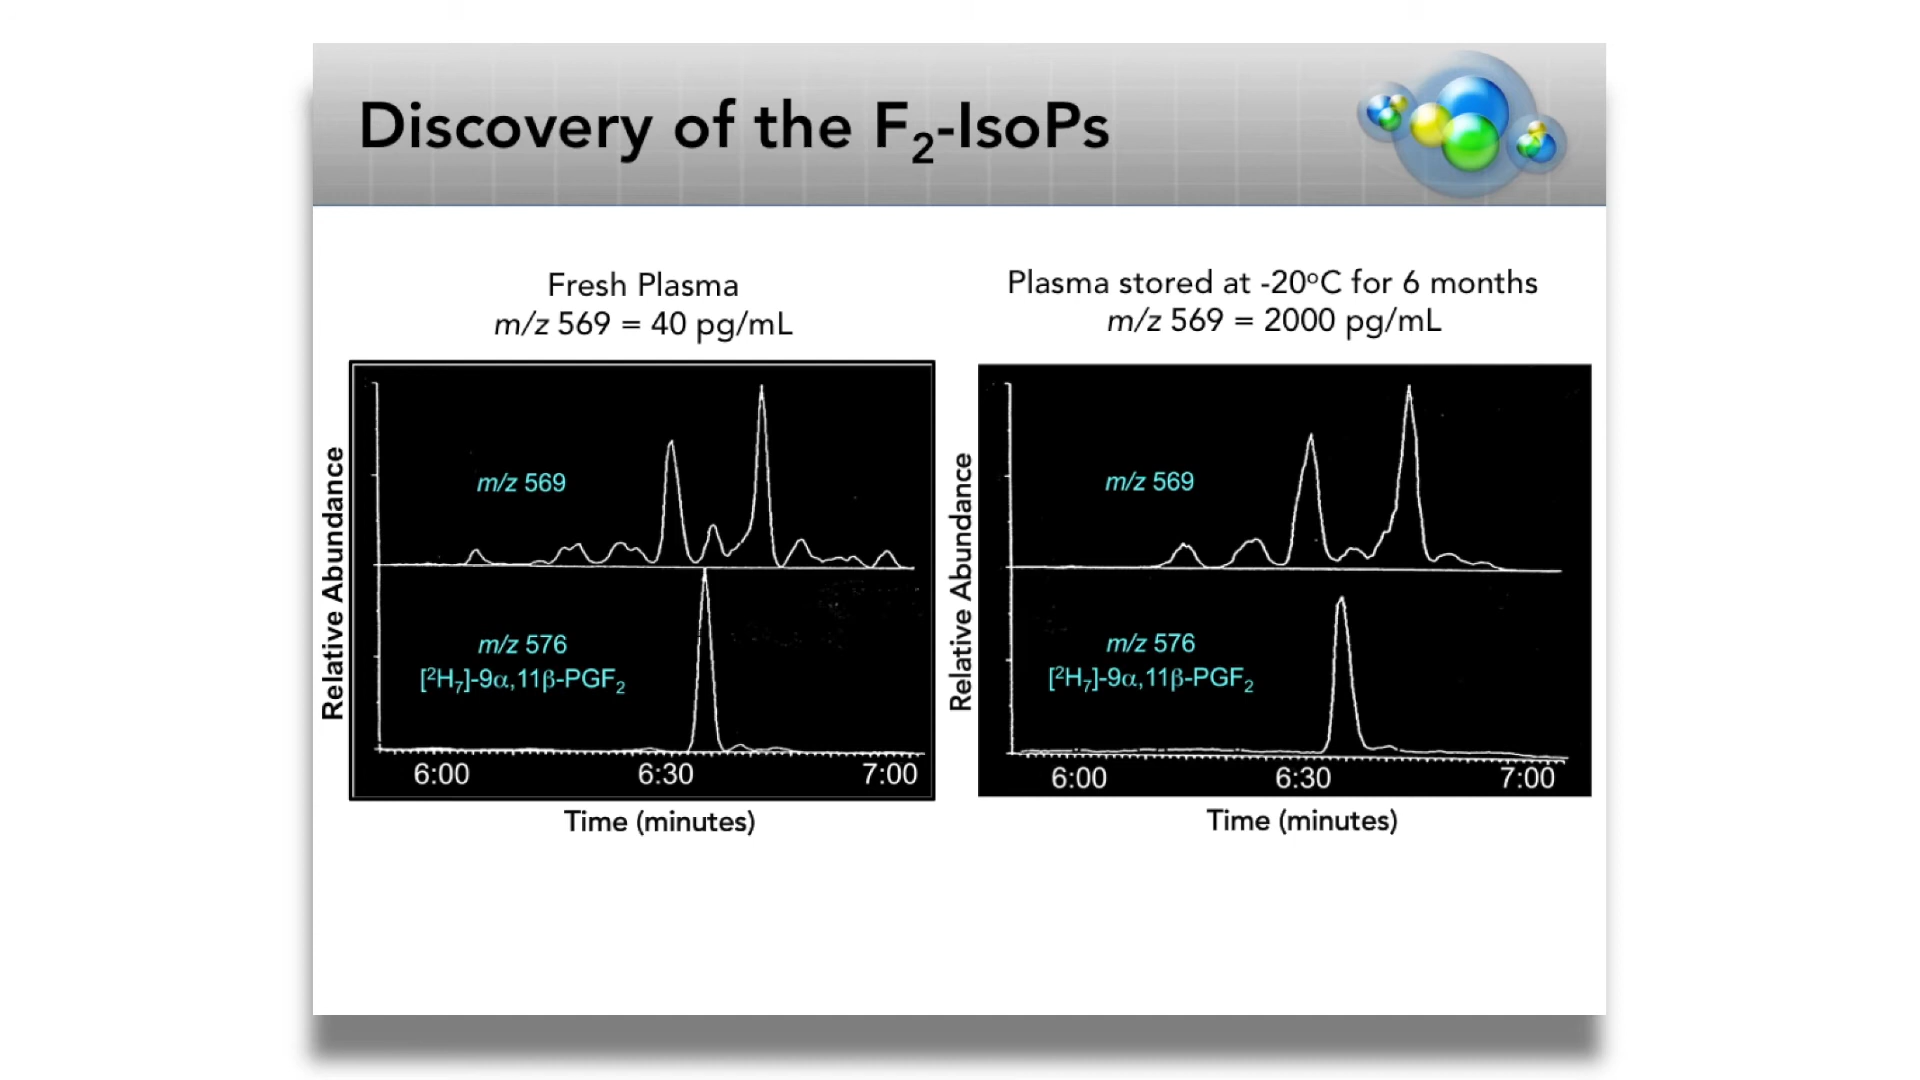 Discovery of the F₂-IsoPs
Fresh Plasma
m/z 569 = 40 pg/mL
Relative Abundance
m/z 569
m/z 576
[²H₇]-9α,11β-PGF₂
6:00 6:30 7:00
Time (minutes)
Plasma stored at -20°C for 6 months
m/z 569 = 2000 pg/mL
Relative Abundance
m/z 569
m/z 576
[²H₇]-9α,11β-PGF₂
6:00 6:30 7:00
Time (minutes)